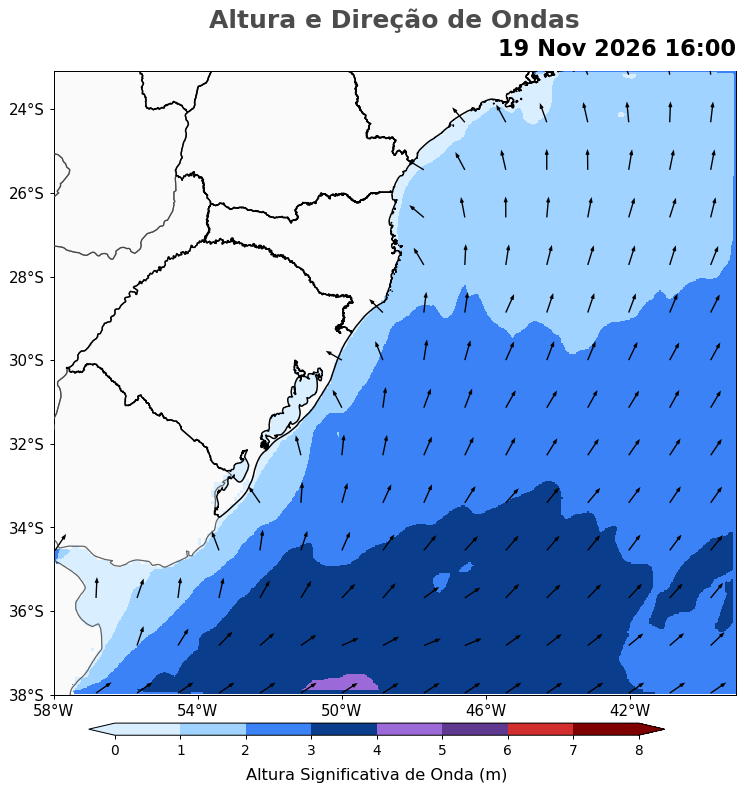 Altura e Direção de Ondas
19 Nov 2026 16:00
24°S
26°S
28°S
30°S
32°S
34°S
36°S
38°S
58°W 54°W 50°W 46°W 42°W
0 1 2 3 4 5 6 7 8
Altura Significativa de Onda (m)